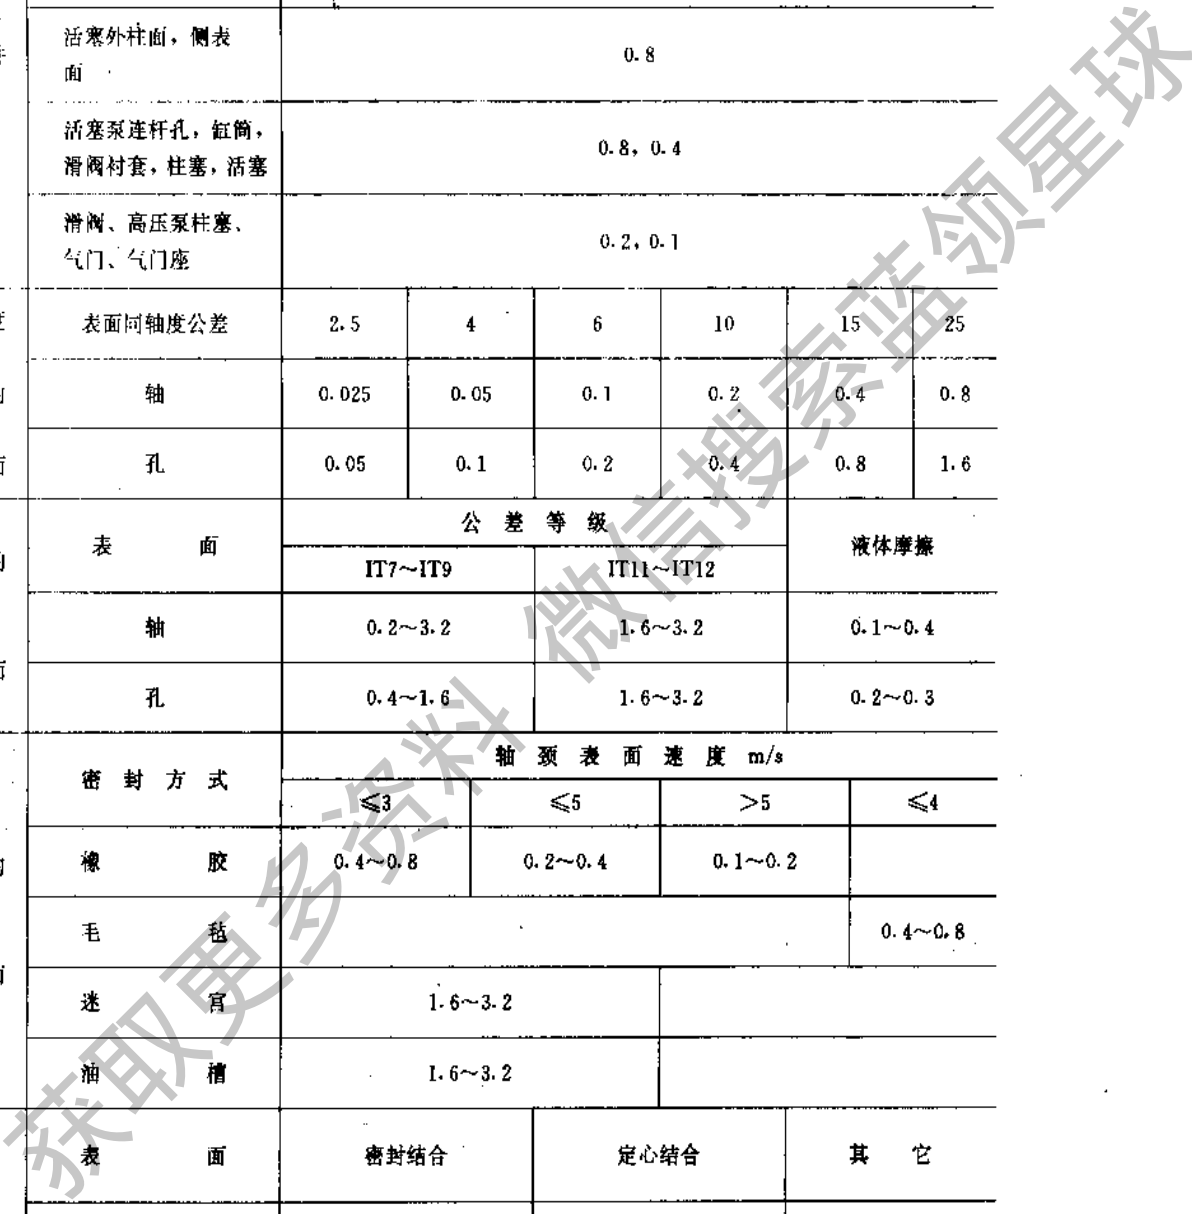 活塞外柱面，侧表
面
0.8
活塞泵连杆孔，缸筒，
滑阀衬套，柱塞，活塞
0.8，0.4
滑阀、高压泵柱塞、
气门、气门座
0.2，0.1
表面同轴度公差 2.5 4 6 10 15 25
轴 0.025 0.05 0.1 0.2 0.4 0.8
孔 0.05 0.1 0.2 0.4 0.8 1.6
表 面 公 差 等 级 液体摩擦
IT7～IT9 IT11～IT12
轴 0.2～3.2 1.6～3.2 0.1～0.4
孔 0.4～1.6 1.6～3.2 0.2～0.3
密 封 方 式 轴 颈 表 面 速 度 m/s
≤3 ≤5 >5 ≤4
橡 胶 0.4～0.8 0.2～0.4 0.1～0.2
毛 毡 0.4～0.8
迷 宫 1.6～3.2
油 槽 1.6～3.2
表 面 密封结合 定心结合 其 它
获取更多资料 微信搜索蓝领星球